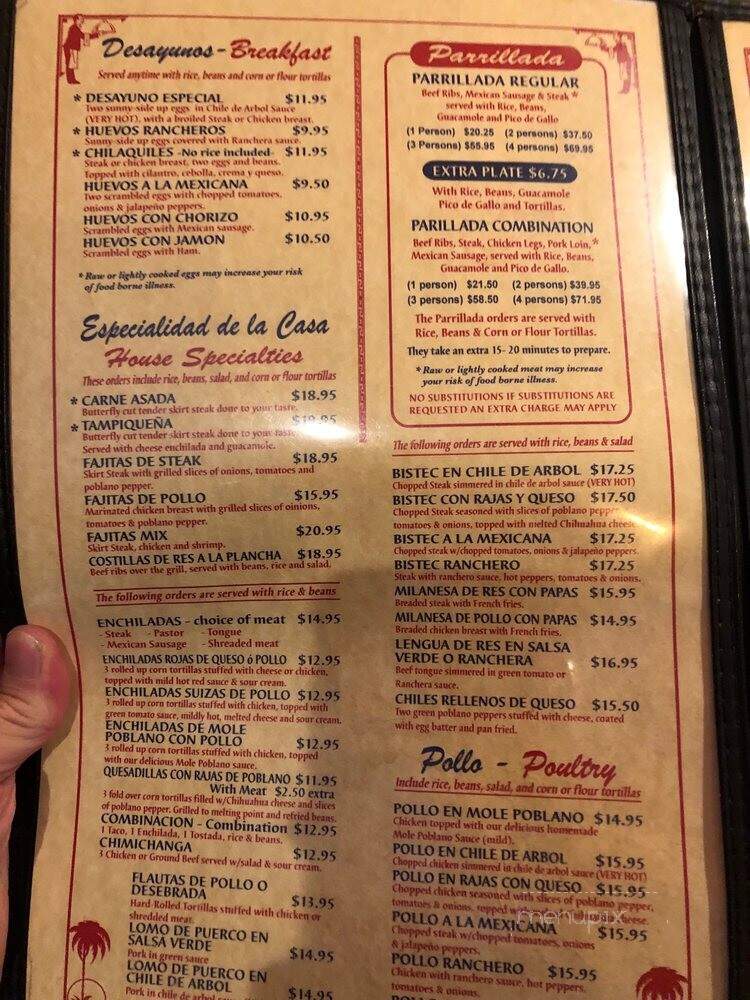 Desayunos - Breakfast
Served anytime with rice, beans and corn or flour tortillas
* DESAYUNO ESPECIAL $11.95
Two sunny-side up eggs in Chile de Arbol Sauce
(VERY HOT), with a broiled Steak or Chicken breast.
* HUEVOS RANCHEROS $9.95
Sunny-side up eggs covered with Ranchera sauce.
* CHILAQUILES -No rice included- $11.95
Steak or chicken breast, two eggs and beans.
Topped with cilantro, cebolla, crema y queso.
HUEVOS A LA MEXICANA $9.50
Two scrambled eggs with chopped tomatoes,
onions & jalapeño peppers.
HUEVOS CON CHORIZO $10.95
Scrambled eggs with Mexican sausage.
HUEVOS CON JAMON $10.50
Scrambled eggs with Ham.
* Raw or lightly cooked eggs may increase your risk
of food borne illness.
Especialidad de la Casa
House Specialties
These orders include rice, beans, salad, and corn or flour tortillas
* CARNE ASADA $18.95
Butterfly cut tender skirt steak done to your taste.
* TAMPIQUEÑA $19.95
Butterfly cut tender skirt steak done to your taste
Served with cheese enchilada and guacamole.
FAJITAS DE STEAK $18.95
Skirt Steak with grilled slices of onions, tomatoes and
poblano pepper.
FAJITAS DE POLLO $15.95
Marinated chicken breast with grilled slices of oinions,
tomatoes & poblano pepper.
FAJITAS MIX $20.95
Skirt Steak, chicken and shrimp.
COSTILLAS DE RES A LA PLANCHA $18.95
Beef ribs over the grill, served with beans, rice and salad.
The following orders are served with rice & beans
ENCHILADAS - choice of meat $14.95
- Steak - Pastor - Tongue
- Mexican Sausage - Shreaded meat
ENCHILADAS ROJAS DE QUESO ó POLLO $12.95
3 rolled up corn tortillas stuffed with cheese or chicken,
topped with mild hot red sauce & sour cream.
ENCHILADAS SUIZAS DE POLLO $12.95
3 rolled up corn tortillas stuffed with chicken, topped with
green tomato sauce, mildly hot, melted cheese and sour cream.
ENCHILADAS DE MOLE
POBLANO CON POLLO $12.95
3 rolled up corn tortillas stuffed with chicken, topped
with our delicious Mole Poblano sauce.
QUESADILLAS CON RAJAS DE POBLANO $11.95
With Meat $2.50 extra
3 fold over corn tortillas filled w/Chihuahua cheese and slices
of poblano pepper. Grilled to melting point and refried beans.
COMBINACION - Combination $12.95
1 Taco, 1 Enchilada, 1 Tostada, rice & beans.
CHIMICHANGA $12.95
3 Chicken or Ground Beef served w/salad & sour cream.
FLAUTAS DE POLLO O
DESEBRADA $13.95
Hard-Rolled Tortillas stuffed with chicken or
shredded meat.
LOMO DE PUERCO EN
SALSA VERDE $14.95
Pork in green sauce
LOMO DE PUERCO EN
CHILE DE ARBOL $14.95
Pork in chile de arbol
Parrillada
PARRILLADA REGULAR
Beef Ribs, Mexican Sausage & Steak *
served with Rice, Beans,
Guacamole and Pico de Gallo
(1 Person) $20.25 (2 persons) $37.50
(3 Persons) $55.95 (4 persons) $69.95
EXTRA PLATE $6.75
With Rice, Beans, Guacamole
Pico de Gallo and Tortillas.
PARILLADA COMBINATION
Beef Ribs, Steak, Chicken Legs, Pork Loin, *
Mexican Sausage, served with Rice, Beans,
Guacamole and Pico de Gallo.
(1 person) $21.50 (2 persons) $39.95
(3 persons) $58.50 (4 persons) $71.95
The Parrillada orders are served with
Rice, Beans & Corn or Flour Tortillas.
They take an extra 15- 20 minutes to prepare.
* Raw or lightly cooked meat may increase
your risk of food borne illness.
NO SUBSTITUTIONS IF SUBSTITUTIONS ARE
REQUESTED AN EXTRA CHARGE MAY APPLY
The following orders are served with rice, beans & salad
BISTEC EN CHILE DE ARBOL $17.25
Chopped Steak simmered in chile de arbol sauce (VERY HOT)
BISTEC CON RAJAS Y QUESO $17.50
Chopped Steak seasoned with slices of poblano pepper,
tomatoes & onions, topped with melted Chihuahua cheese
BISTEC A LA MEXICANA $17.25
Chopped steak w/chopped tomatoes, onions & jalapeño peppers.
BISTEC RANCHERO $17.25
Steak with ranchero sauce, hot peppers, tomatoes & onions.
MILANESA DE RES CON PAPAS $15.95
Breaded steak with French fries.
MILANESA DE POLLO CON PAPAS $14.95
Breaded chicken breast with French fries.
LENGUA DE RES EN SALSA
VERDE O RANCHERA $16.95
Beef tongue simmered in green tomato or
Ranchera sauce.
CHILES RELLENOS DE QUESO $15.50
Two green poblano peppers stuffed with cheese, coated
with egg batter and pan fried.
Pollo - Poultry
Include rice, beans, salad, and corn or flour tortillas
POLLO EN MOLE POBLANO $14.95
Chicken topped with our delicious homemade
Mole Poblano Sauce (mild).
POLLO EN CHILE DE ARBOL $15.95
Chopped chicken simmered in chile de arbol sauce (VERY HOT)
POLLO EN RAJAS CON QUESO $15.95
Chopped chicken seasoned with slices of poblano pepper,
tomatoes & onions, topped with cheese.
menupix
POLLO A LA MEXICANA $15.95
Chopped steak w/chopped tomatoes, onions
& jalapeño peppers.
POLLO RANCHERO $15.95
Chicken with ranchero sauce, hot peppers,
tomatoes & onions.